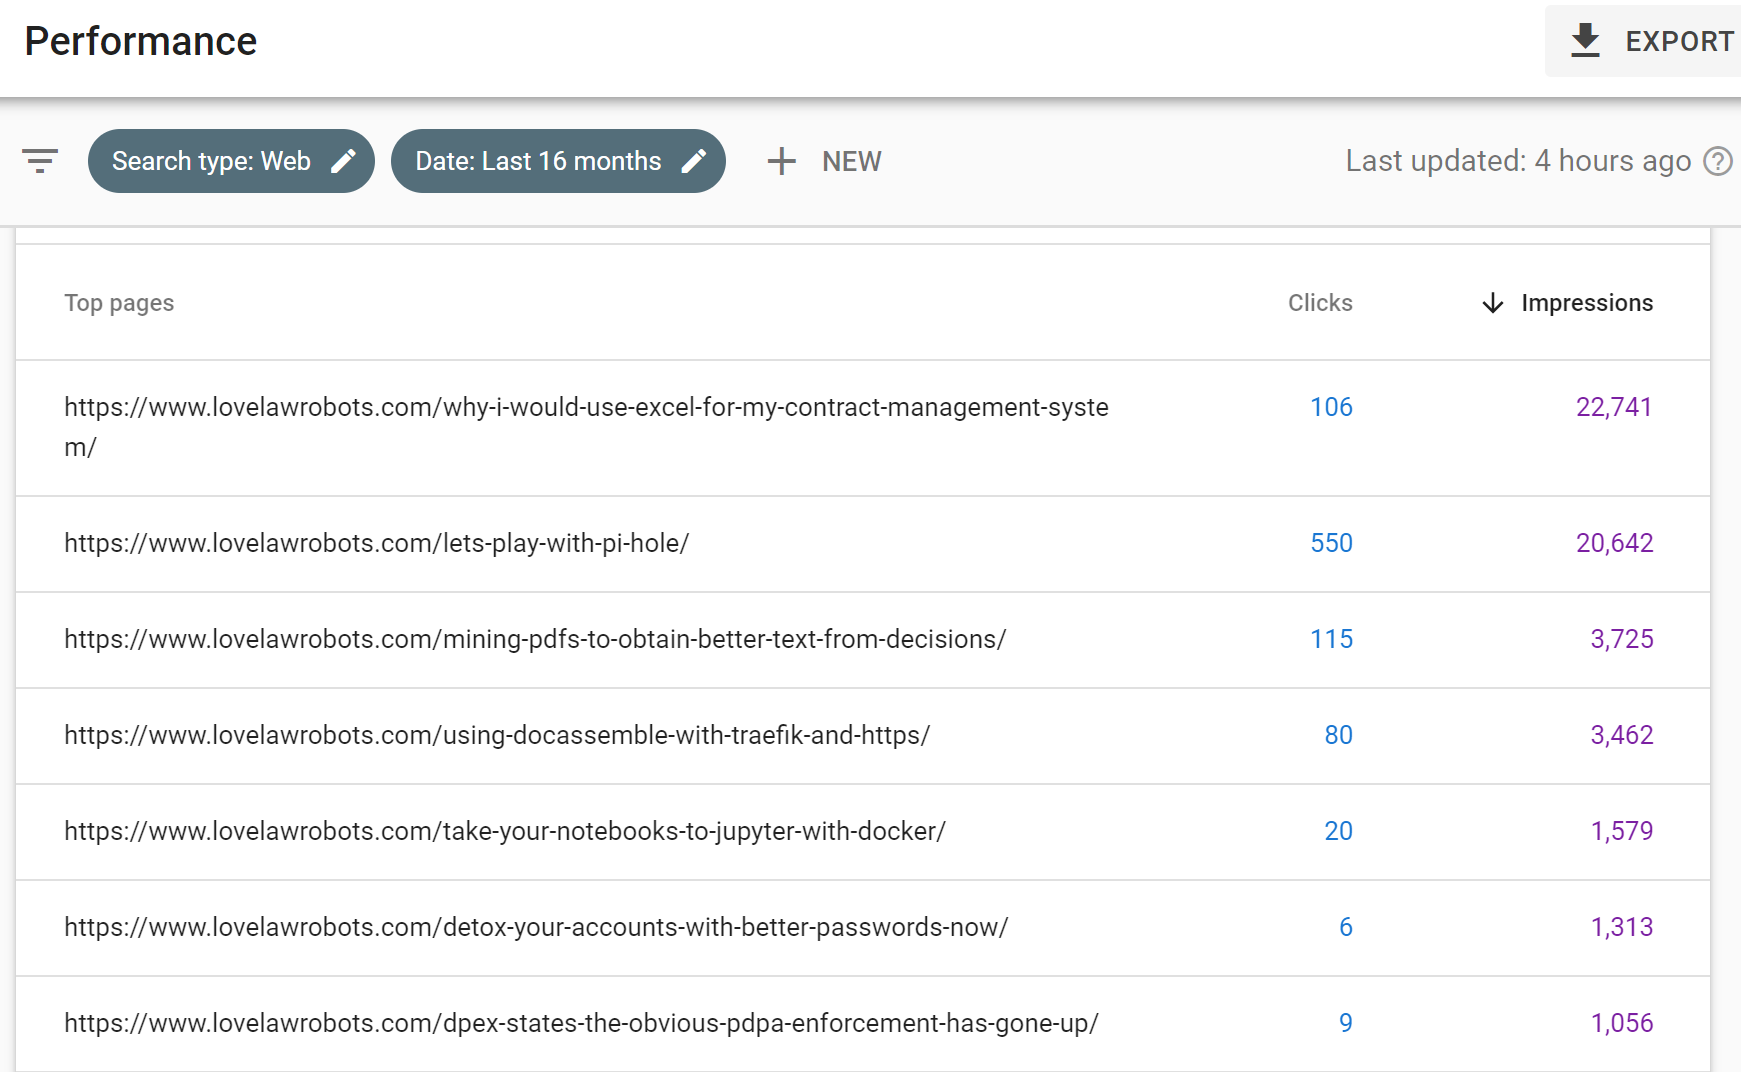 Performance
EXPORT
Search type: Web
Date: Last 16 months
NEW
Last updated: 4 hours ago
Top pages Clicks Impressions
https://www.lovelawrobots.com/why-i-would-use-excel-for-my-contract-management-syste 106 22,741
m/
https://www.lovelawrobots.com/lets-play-with-pi-hole/ 550 20,642
https://www.lovelawrobots.com/mining-pdfs-to-obtain-better-text-from-decisions/ 115 3,725
https://www.lovelawrobots.com/using-docassemble-with-traefik-and-https/ 80 3,462
https://www.lovelawrobots.com/take-your-notebooks-to-jupyter-with-docker/ 20 1,579
https://www.lovelawrobots.com/detox-your-accounts-with-better-passwords-now/ 6 1,313
https://www.lovelawrobots.com/dpex-states-the-obvious-pdpa-enforcement-has-gone-up/ 9 1,056